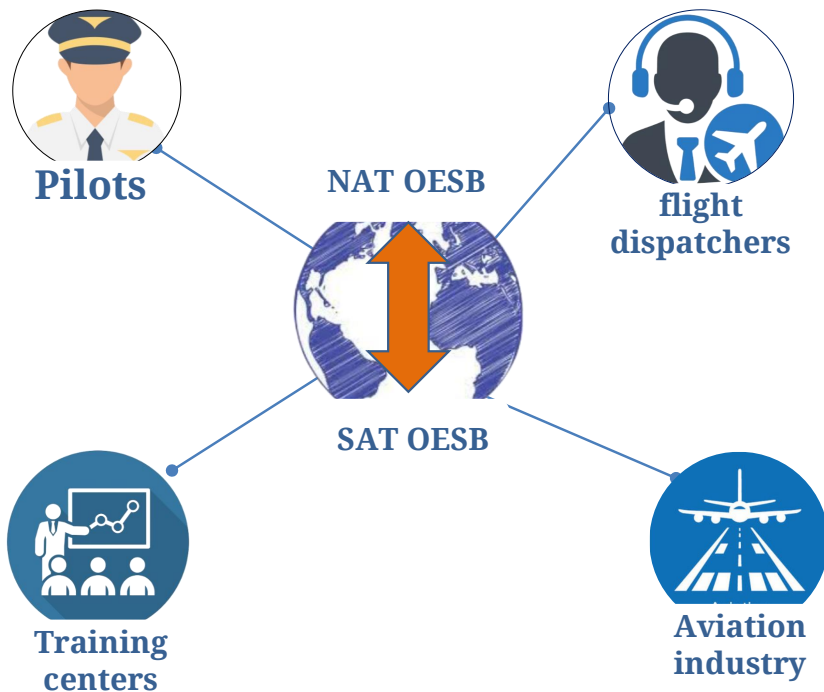 Pilots
NAT OESB
flight
dispatchers
SAT OESB
Training
centers
Aviation
industry